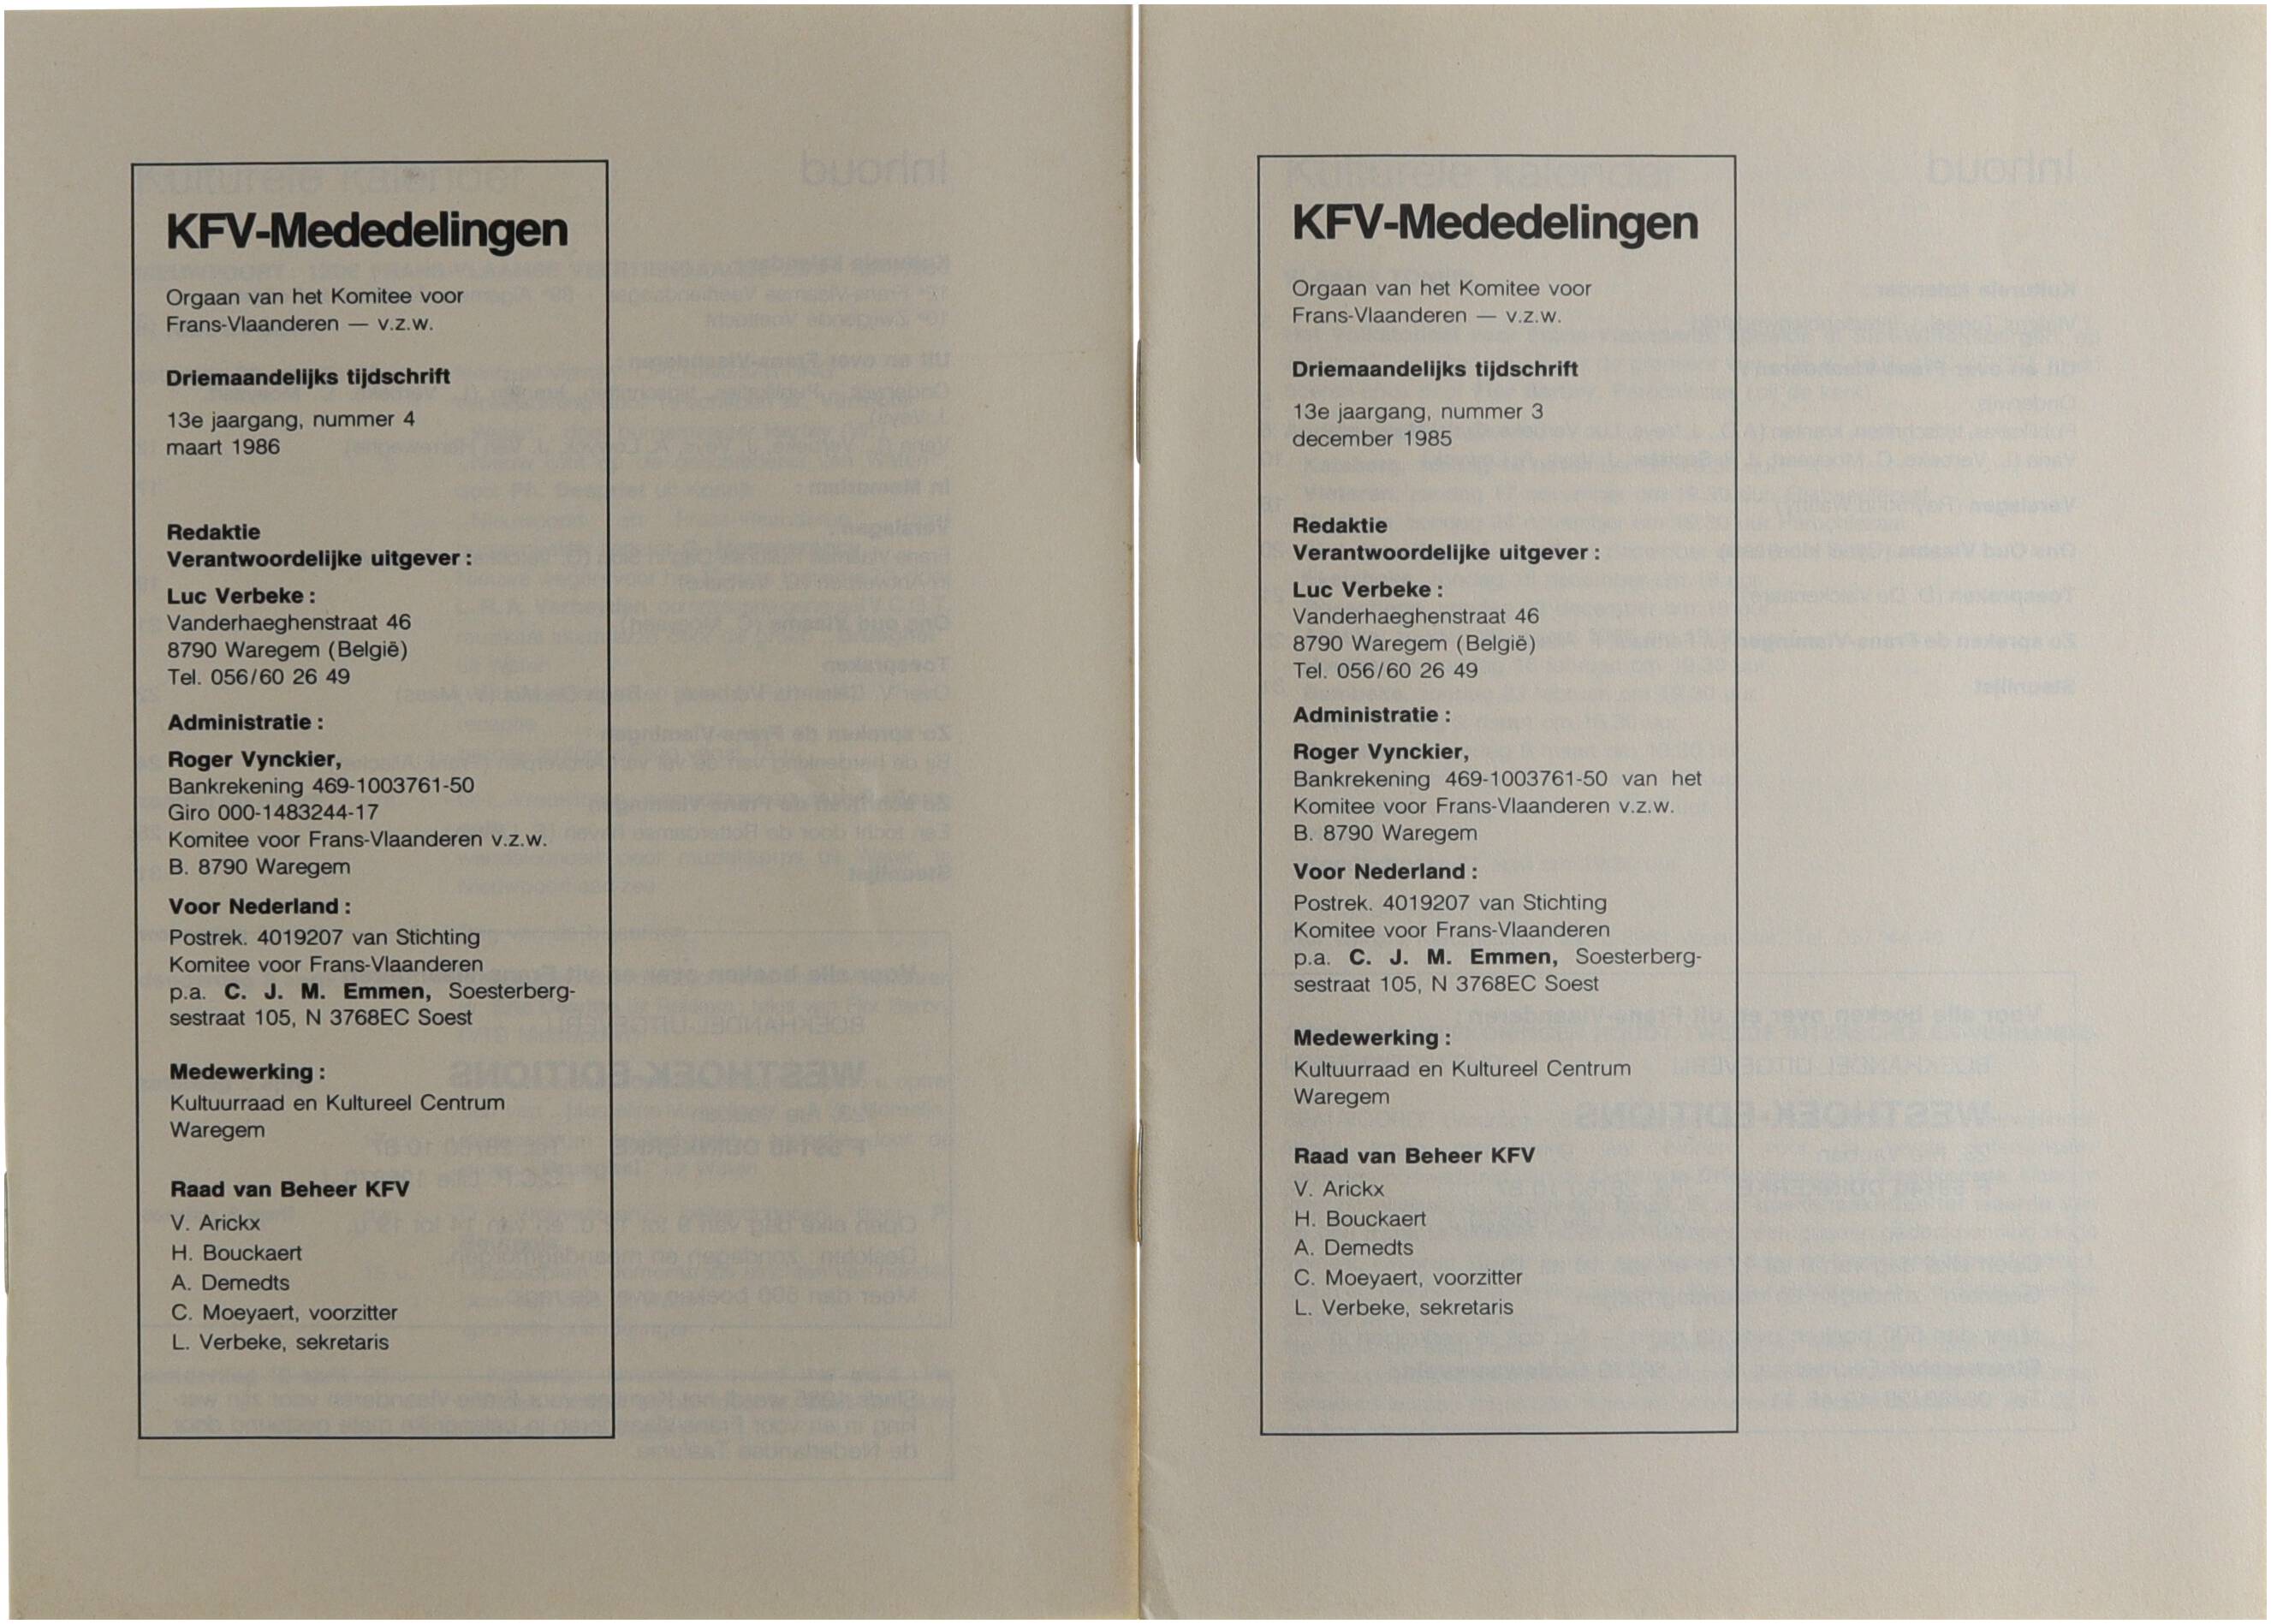 KFV-Mededelingen
Orgaan van het Komitee voor
Frans-Vlaanderen — v.z.w.
Driemaandelijks tijdschrift
13e jaargang, nummer 4
maart 1986
Redaktie
Verantwoordelijke uitgever :
Luc Verbeke :
Vanderhaeghenstraat 46
8790 Waregem (België)
Tel. 056/60 26 49
Administratie :
Roger Vynckier,
Bankrekening 469-1003761-50
Giro 000-1483244-17
Komitee voor Frans-Vlaanderen v.z.w.
B. 8790 Waregem
Voor Nederland :
Postrek. 4019207 van Stichting
Komitee voor Frans-Vlaanderen
p.a. C. J. M. Emmen, Soesterberg-
sestraat 105, N 3768EC Soest
Medewerking :
Kultuurraad en Kultureel Centrum
Waregem
Raad van Beheer KFV
V. Arickx
H. Bouckaert
A. Demedts
C. Moeyaert, voorzitter
L. Verbeke, sekretaris
KFV-Mededelingen
Orgaan van het Komitee voor
Frans-Vlaanderen — v.z.w.
Driemaandelijks tijdschrift
13e jaargang, nummer 3
december 1985
Redaktie
Verantwoordelijke uitgever :
Luc Verbeke :
Vanderhaeghenstraat 46
8790 Waregem (België)
Tel. 056/60 26 49
Administratie :
Roger Vynckier,
Bankrekening 469-1003761-50 van het
Komitee voor Frans-Vlaanderen v.z.w.
B. 8790 Waregem
Voor Nederland :
Postrek. 4019207 van Stichting
Komitee voor Frans-Vlaanderen
p.a. C. J. M. Emmen, Soesterberg-
sestraat 105, N 3768EC Soest
Medewerking :
Kultuurraad en Kultureel Centrum
Waregem
Raad van Beheer KFV
V. Arickx
H. Bouckaert
A. Demedts
C. Moeyaert, voorzitter
L. Verbeke, sekretaris